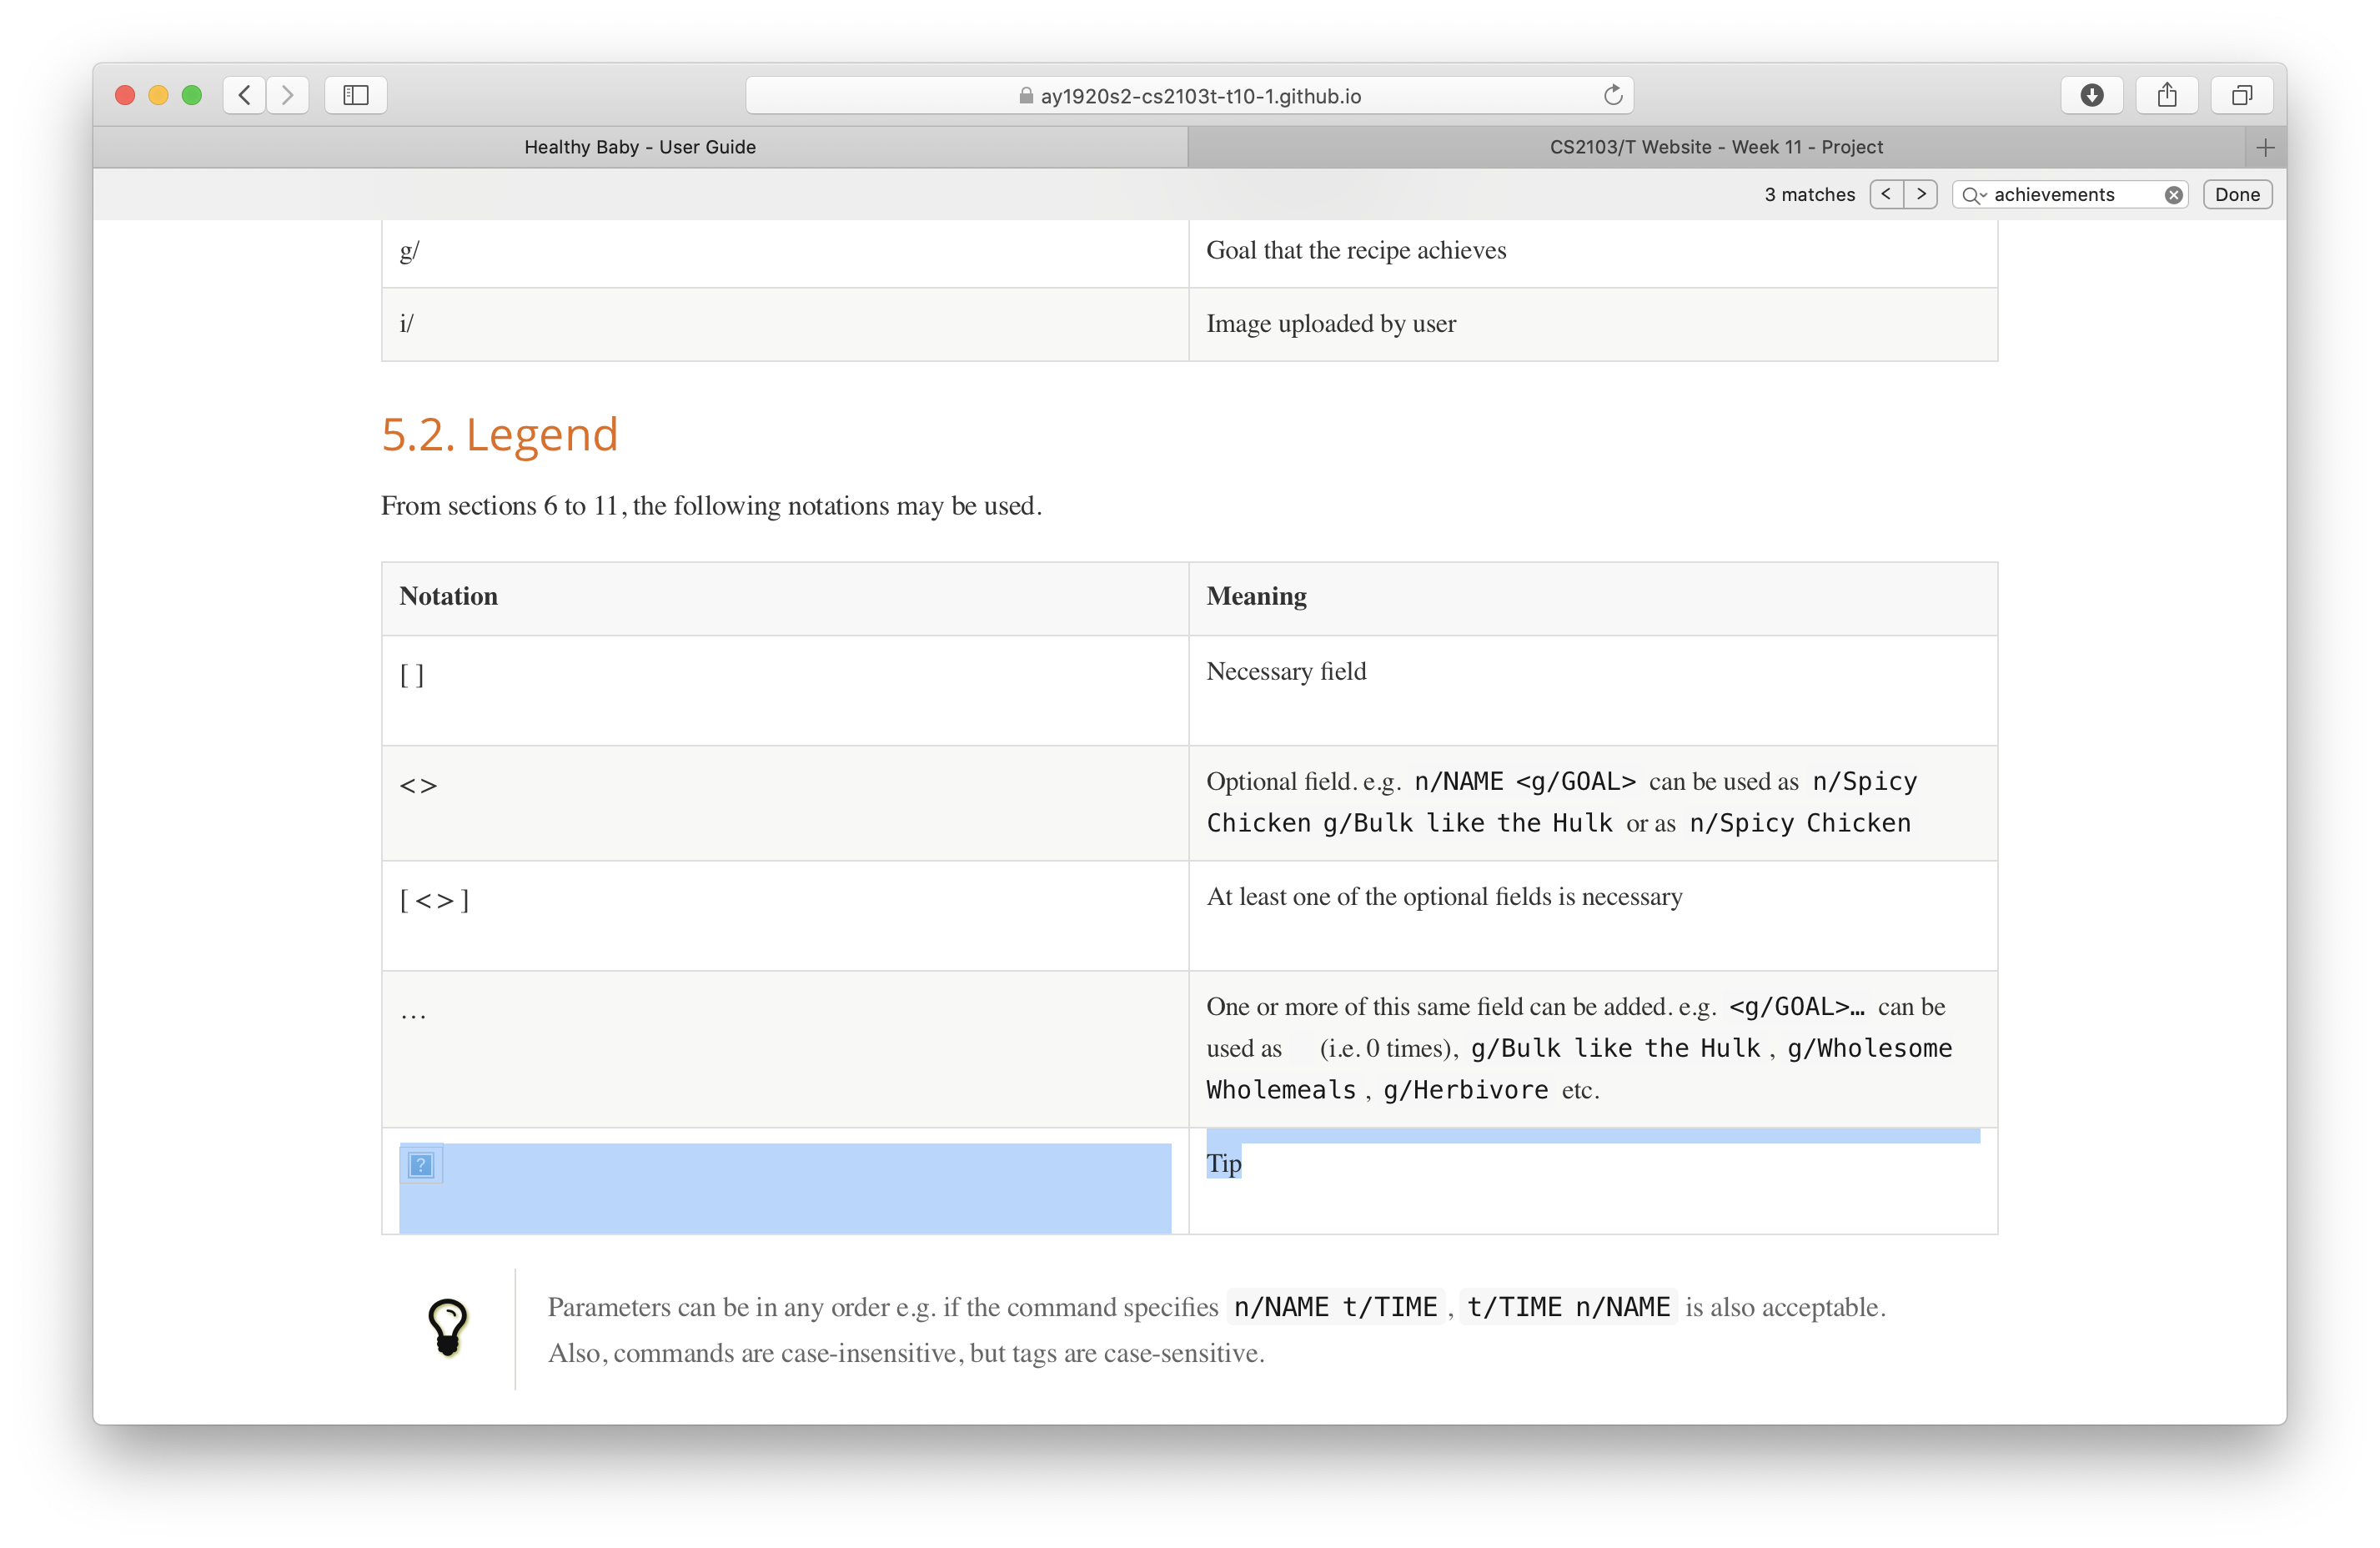 ay1920s2-cs2103t-t10-1.github.io
Healthy Baby - User Guide
CS2103/T Website - Week 11 - Project
3 matches
achievements
Done
g/
Goal that the recipe achieves
i/
Image uploaded by user
5.2. Legend
From sections 6 to 11, the following notations may be used.
Notation
Meaning
[ ]
Necessary field
< >
Optional field. e.g. n/NAME <g/GOAL> can be used as n/Spicy
Chicken g/Bulk like the Hulk or as n/Spicy Chicken
[ < > ]
At least one of the optional fields is necessary
…
One or more of this same field can be added. e.g. <g/GOAL>… can be
used as (i.e. 0 times), g/Bulk like the Hulk , g/Wholesome
Wholemeals , g/Herbivore etc.
?
Tip
Parameters can be in any order e.g. if the command specifies n/NAME t/TIME , t/TIME n/NAME is also acceptable.
Also, commands are case-insensitive, but tags are case-sensitive.